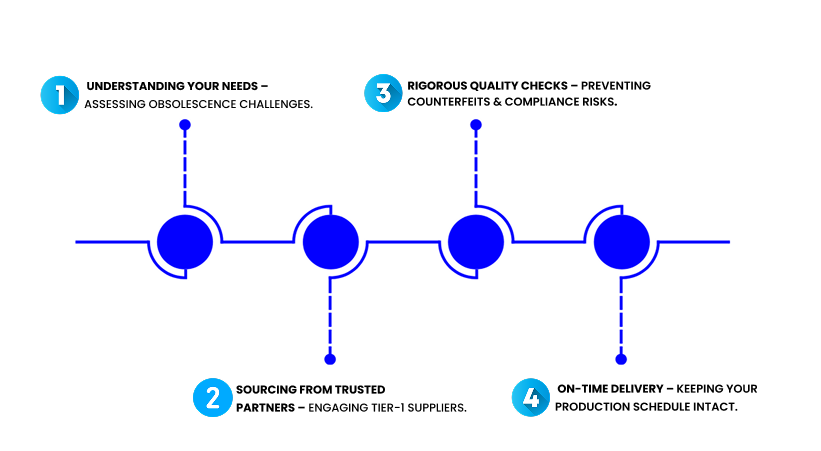 1
UNDERSTANDING YOUR NEEDS –
ASSESSING OBSOLESCENCE CHALLENGES.
2
SOURCING FROM TRUSTED
PARTNERS – ENGAGING TIER-1 SUPPLIERS.
3
RIGOROUS QUALITY CHECKS – PREVENTING
COUNTERFEITS & COMPLIANCE RISKS.
4
ON-TIME DELIVERY – KEEPING YOUR
PRODUCTION SCHEDULE INTACT.